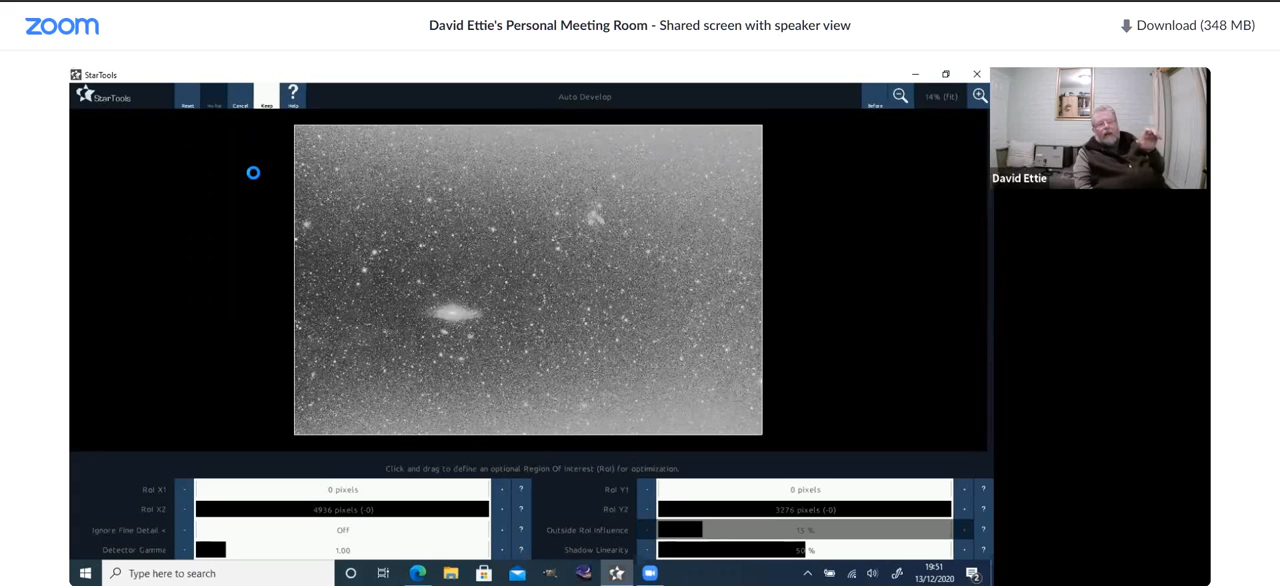 zoom
David Ettie's Personal Meeting Room - Shared screen with speaker view
Download (348 MB)
StarTools
StarTools
Reset
Cancel
Keep
Help
Auto Develop
Before
14% (fit)
David Ettie
Click and drag to define an optional Region Of Interest (RoI) for optimization.
RoI X1 - 0 pixels ?
RoI Y1 - 0 pixels ?
RoI X2 - 4936 pixels (-0) ?
RoI Y2 - 3276 pixels (-0) ?
Ignore Fine Detail < - Off ?
Outside RoI Influence - 15 % ?
Detector Gamma - 1.00 ?
Shadow Linearity - 50 % ?
Type here to search
19:51
13/12/2020
2